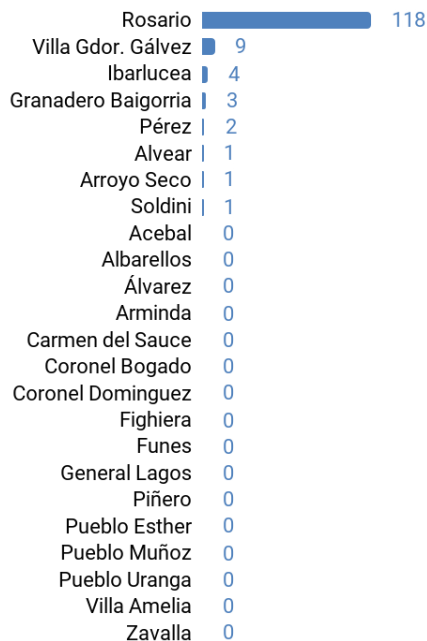 Rosario 118
Villa Gdor. Gálvez 9
Ibarlucea 4
Granadero Baigorria 3
Pérez 2
Alvear 1
Arroyo Seco 1
Soldini 1
Acebal 0
Albarellos 0
Álvarez 0
Arminda 0
Carmen del Sauce 0
Coronel Bogado 0
Coronel Dominguez 0
Fighiera 0
Funes 0
General Lagos 0
Piñero 0
Pueblo Esther 0
Pueblo Muñoz 0
Pueblo Uranga 0
Villa Amelia 0
Zavalla 0